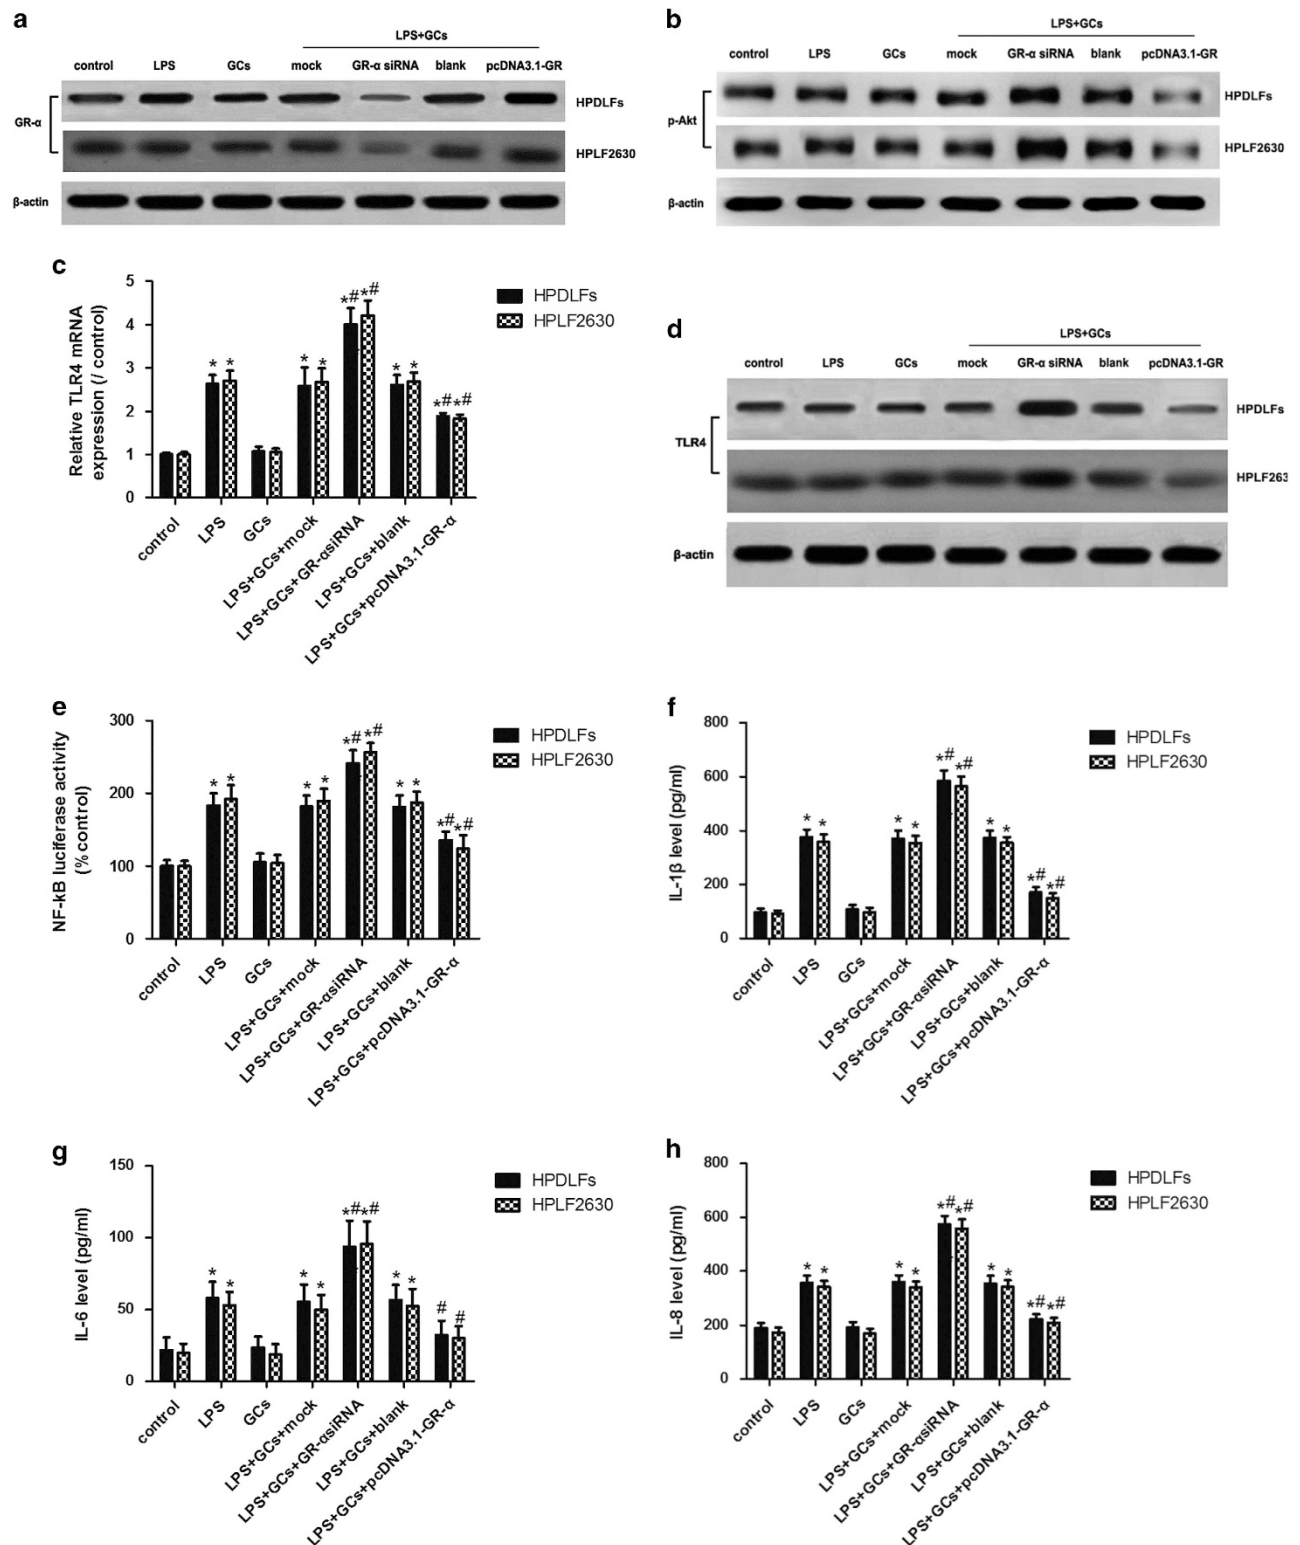 a
LPS+GCs
control LPS GCs mock GR-α siRNA blank pcDNA3.1-GR
GR-α
HPDLFs
HPLF2630
β-actin
b
LPS+GCs
control LPS GCs mock GR-α siRNA blank pcDNA3.1-GR
p-Akt
HPDLFs
HPLF2630
β-actin
c
Relative TLR4 mRNA
expression (/ control)
5
4
3
2
1
0
* * * * *# *# * * *# *#
HPDLFs
HPLF2630
control
LPS
GCs
LPS+GCs+mock
LPS+GCs+GR-αsiRNA
LPS+GCs+blank
LPS+GCs+pcDNA3.1-GR-α
d
LPS+GCs
control LPS GCs mock GR-α siRNA blank pcDNA3.1-GR
TLR4
HPDLFs
HPLF263
β-actin
e
NF-kB luciferase activity
(% control)
300
200
100
0
* * * * *# *# * * *# *#
HPDLFs
HPLF2630
control
LPS
GCs
LPS+GCs+mock
LPS+GCs+GR-αsiRNA
LPS+GCs+blank
LPS+GCs+pcDNA3.1-GR-α
f
IL-1β level (pg/ml)
800
600
400
200
0
* * * * *# *# * * *# *#
HPDLFs
HPLF2630
control
LPS
GCs
LPS+GCs+mock
LPS+GCs+GR-αsiRNA
LPS+GCs+blank
LPS+GCs+pcDNA3.1-GR-α
g
IL-6 level (pg/ml)
150
100
50
0
* * * * *# *# * * # #
HPDLFs
HPLF2630
control
LPS
GCs
LPS+GCs+mock
LPS+GCs+GR-αsiRNA
LPS+GCs+blank
LPS+GCs+pcDNA3.1-GR-α
h
IL-8 level (pg/ml)
800
600
400
200
0
* * * * *# *# * * *# *#
HPDLFs
HPLF2630
control
LPS
GCs
LPS+GCs+mock
LPS+GCs+GR-αsiRNA
LPS+GCs+blank
LPS+GCs+pcDNA3.1-GR-α